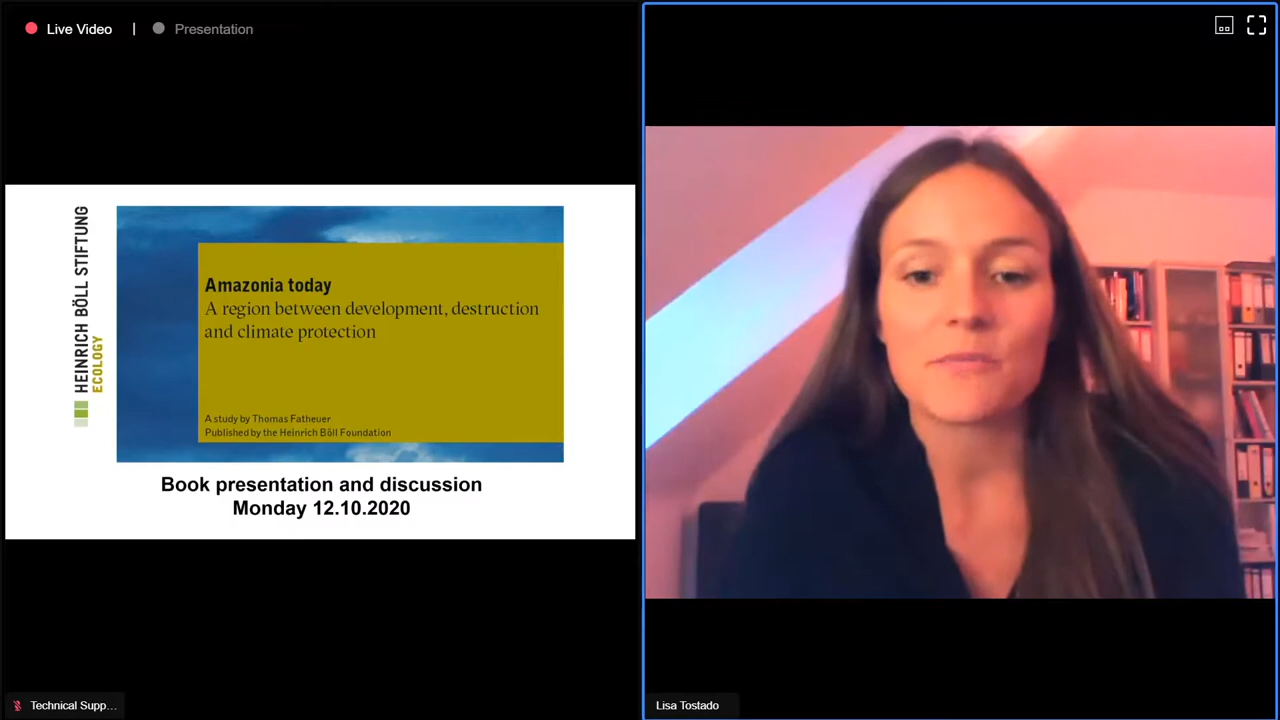 Live Video | Presentation
HEINRICH BÖLL STIFTUNG
ECOLOGY
Amazonia today
A region between development, destruction
and climate protection
A study by Thomas Fatheuer
Published by the Heinrich Böll Foundation
Book presentation and discussion
Monday 12.10.2020
Technical Supp...
Lisa Tostado